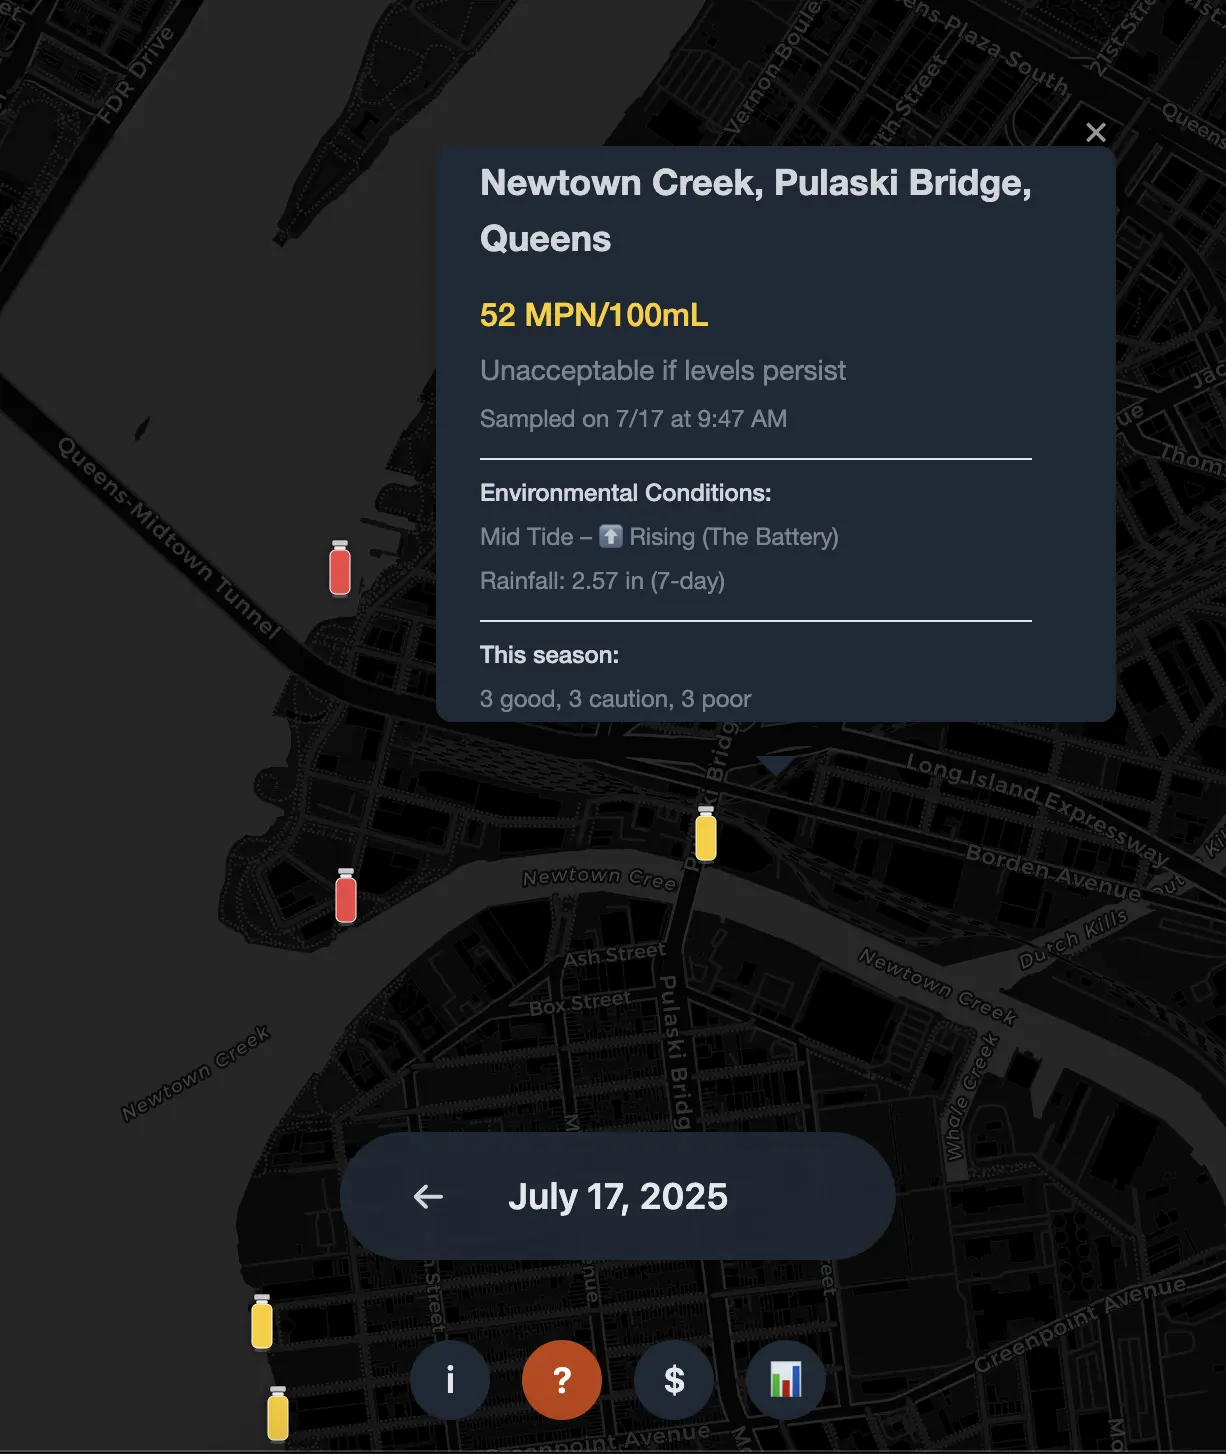 FDR Drive
Vernon Boule
ens-Plaza South
21st Stre
Queens
th-Street
Newtown Creek, Pulaski Bridge,
Queens
52 MPN/100mL
Unacceptable if levels persist
Sampled on 7/17 at 9:47 AM
Environmental Conditions:
Mid Tide – ⬆️ Rising (The Battery)
Rainfall: 2.57 in (7-day)
This season:
3 good, 3 caution, 3 poor
Jac
ue
Thom
Queens-Midtown Tunnel
Bridg
Long Island Expressway
Borden Avenue
Newtown Cree
Dutch Kills
Newtown Creek
Ash Street
Box Street
Pulaski Bridg
Newtown Creek
Whale Creek
← July 17, 2025
Street
nue
reet
Greenpoint Avenue
i ? $
Greenpoint Avenue